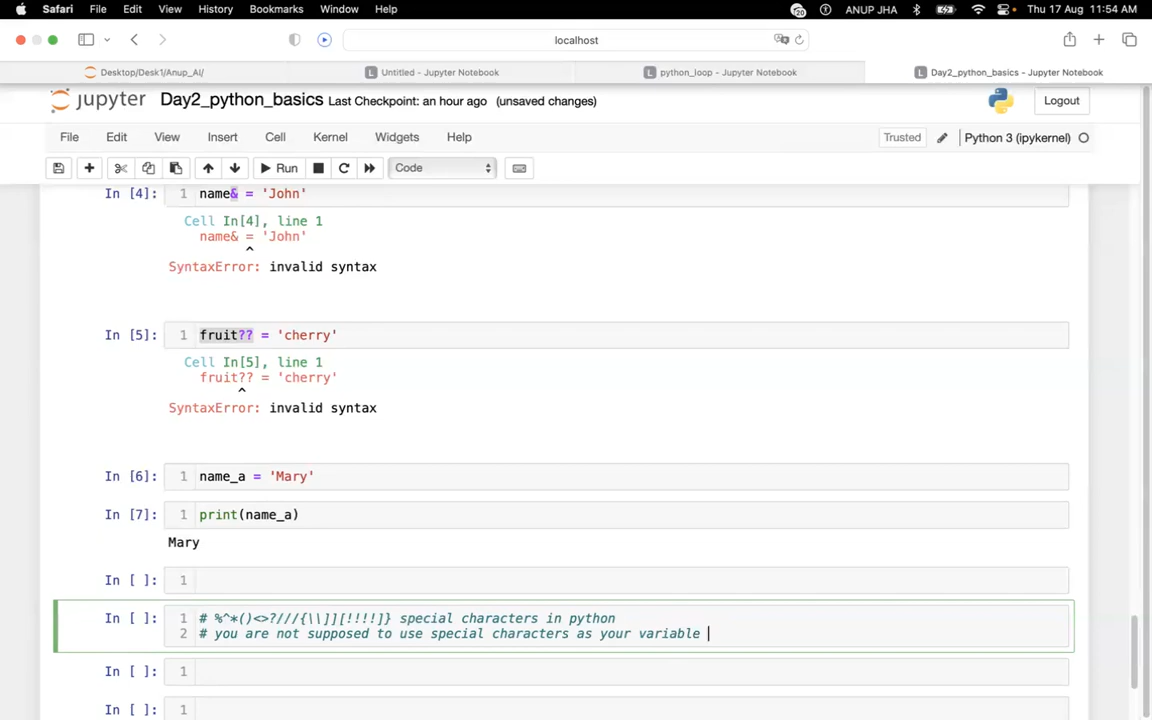 Safari File Edit View History Bookmarks Window Help 20 ANUP JHA Thu 17 Aug 11:54 AM
localhost
Desktop/Desk1/Anup_AI/ Untitled - Jupyter Notebook python_loop - Jupyter Notebook Day2_python_basics - Jupyter Notebook
jupyter Day2_python_basics Last Checkpoint: an hour ago (unsaved changes) Logout
File Edit View Insert Cell Kernel Widgets Help Trusted Python 3 (ipykernel)
Run Code
In [4]: 1 name& = 'John'
Cell In[4], line 1
name& = 'John'
^
SyntaxError: invalid syntax
In [5]: 1 fruit?? = 'cherry'
Cell In[5], line 1
fruit?? = 'cherry'
^
SyntaxError: invalid syntax
In [6]: 1 name_a = 'Mary'
In [7]: 1 print(name_a)
Mary
In [ ]: 1
In [ ]: 1 # %^*()<>?///{\\]][!!!!]} special characters in python
2 # you are not supposed to use special characters as your variable
In [ ]: 1
In [ ]: 1